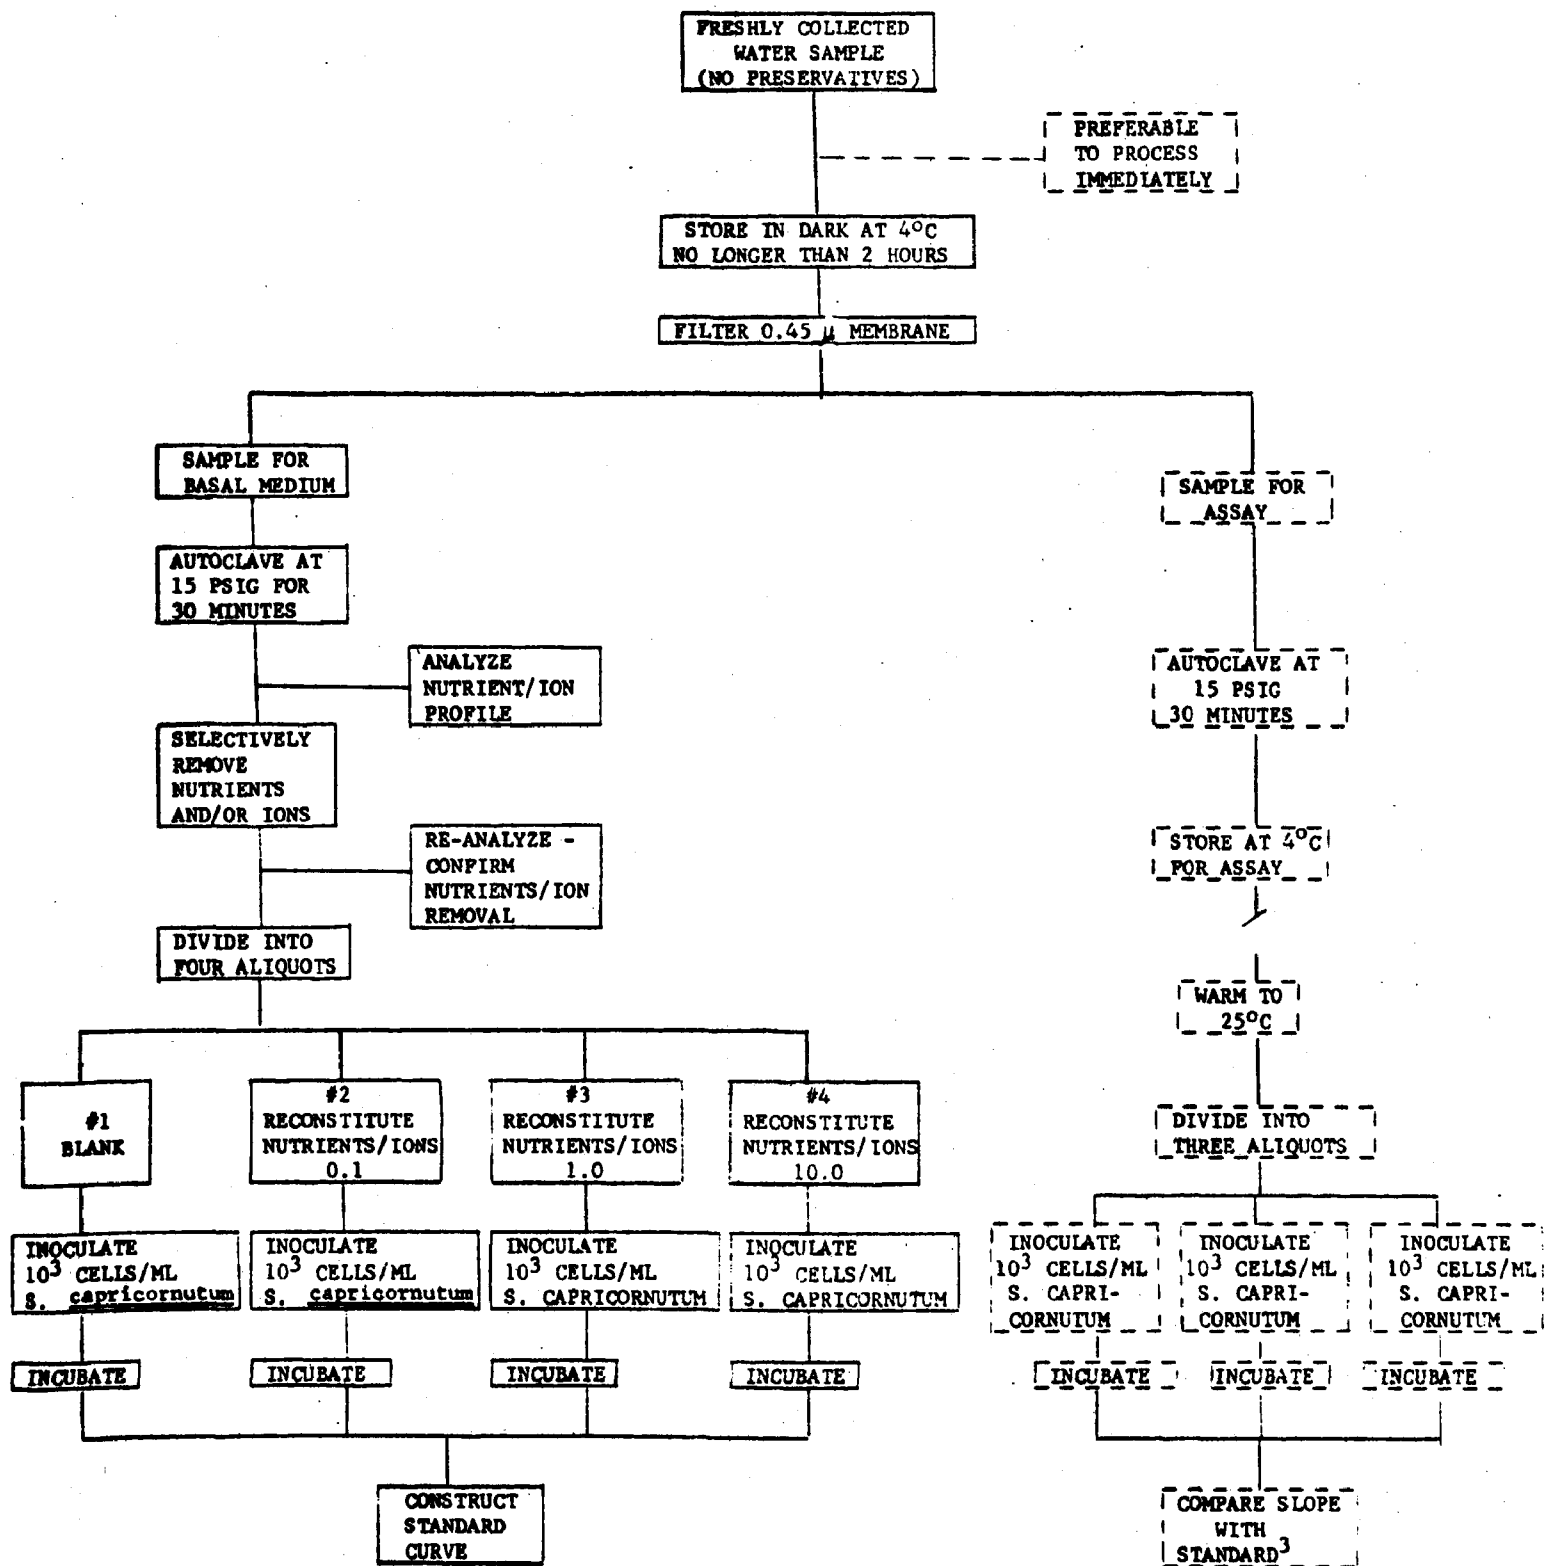 FRESHLY COLLECTED
WATER SAMPLE
(NO PRESERVATIVES)
PREFERABLE
TO PROCESS
IMMEDIATELY
STORE IN DARK AT 4°C
NO LONGER THAN 2 HOURS
FILTER 0.45 µ MEMBRANE
SAMPLE FOR
BASAL MEDIUM
AUTOCLAVE AT
15 PSIG FOR
30 MINUTES
ANALYZE
NUTRIENT/ION
PROFILE
SELECTIVELY
REMOVE
NUTRIENTS
AND/OR IONS
RE-ANALYZE -
CONFIRM
NUTRIENTS/ION
REMOVAL
DIVIDE INTO
FOUR ALIQUOTS
#1
BLANK
#2
RECONSTITUTE
NUTRIENTS/IONS
0.1
#3
RECONSTITUTE
NUTRIENTS/IONS
1.0
#4
RECONSTITUTE
NUTRIENTS/IONS
10.0
INOCULATE
10³ CELLS/ML
S. capricornutum
INOCULATE
10³ CELLS/ML
S. capricornutum
INOCULATE
10³ CELLS/ML
S. CAPRICORNUTUM
INOCULATE
10³ CELLS/ML
S. CAPRICORNUTUM
INCUBATE
INCUBATE
INCUBATE
INCUBATE
CONSTRUCT
STANDARD
CURVE
SAMPLE FOR
ASSAY
AUTOCLAVE AT
15 PSIG
30 MINUTES
STORE AT 4°C
FOR ASSAY
WARM TO
25°C
DIVIDE INTO
THREE ALIQUOTS
INOCULATE
10³ CELLS/ML
S. CAPRI-
CORNUTUM
INOCULATE
10³ CELLS/ML
S. CAPRI-
CORNUTUM
INOCULATE
10³ CELLS/ML
S. CAPRI-
CORNUTUM
INCUBATE
INCUBATE
INCUBATE
COMPARE SLOPE
WITH
STANDARD³